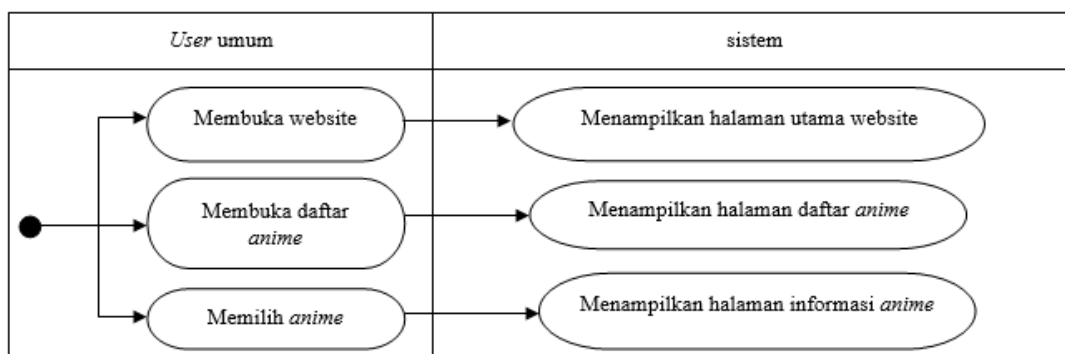 User umum
sistem
Membuka website
Menampilkan halaman utama website
Membuka daftar
anime
Menampilkan halaman daftar anime
Memilih anime
Menampilkan halaman informasi anime